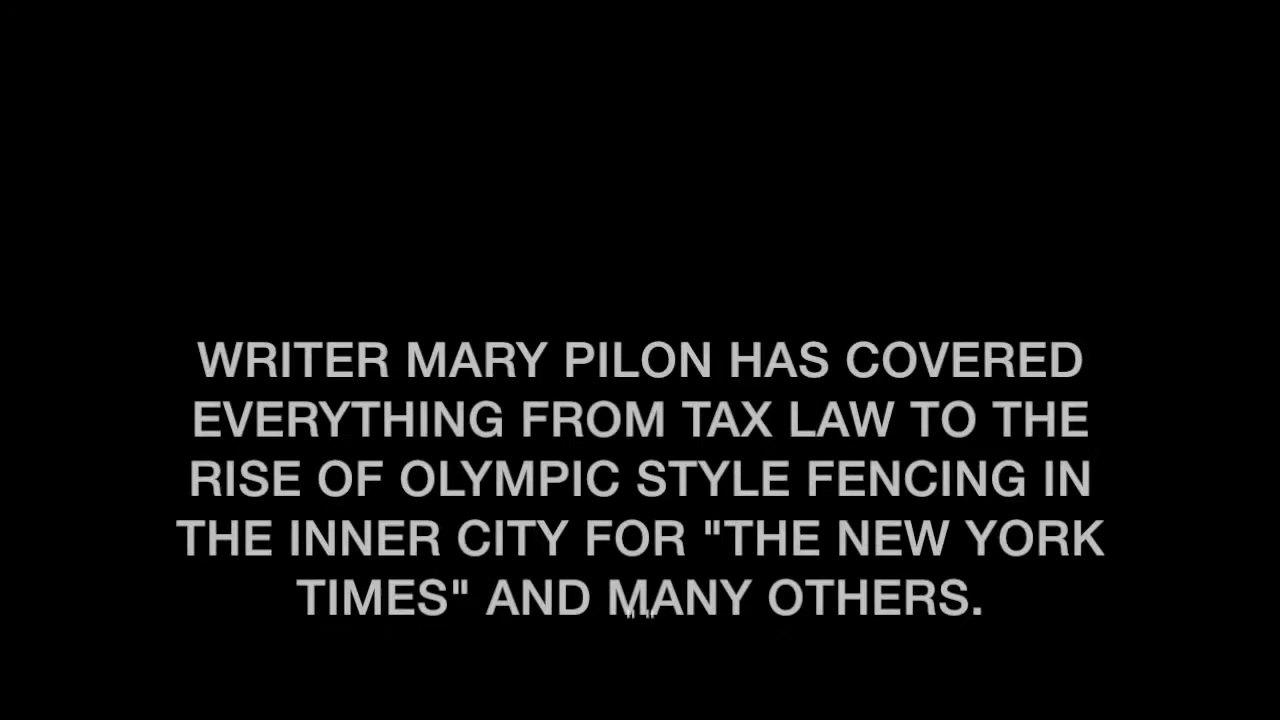 WRITER MARY PILON HAS COVERED
EVERYTHING FROM TAX LAW TO THE
RISE OF OLYMPIC STYLE FENCING IN
THE INNER CITY FOR "THE NEW YORK
TIMES" AND MANY OTHERS.
" "